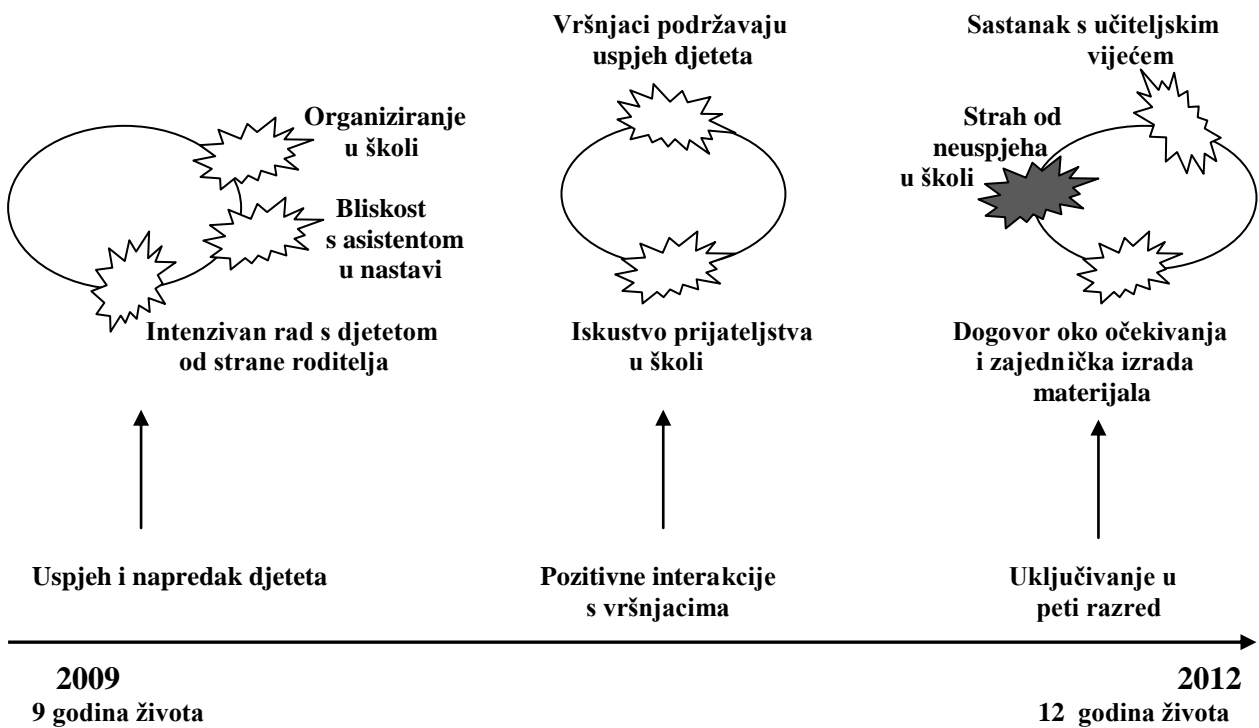 Organiziranje
u školi
Bliskost
s asistentom
u nastavi
Intenzivan rad s djetetom
od strane roditelja
Vršnjaci podržavaju
uspjeh djeteta
Iskustvo prijateljstva
u školi
Sastanak s učiteljskim
vijećem
Strah od
neuspjeha
u školi
Dogovor oko očekivanja
i zajednička izrada
materijala
Uspjeh i napredak djeteta
Pozitivne interakcije
s vršnjacima
Uključivanje u
peti razred
2009
9 godina života
2012
12 godina života